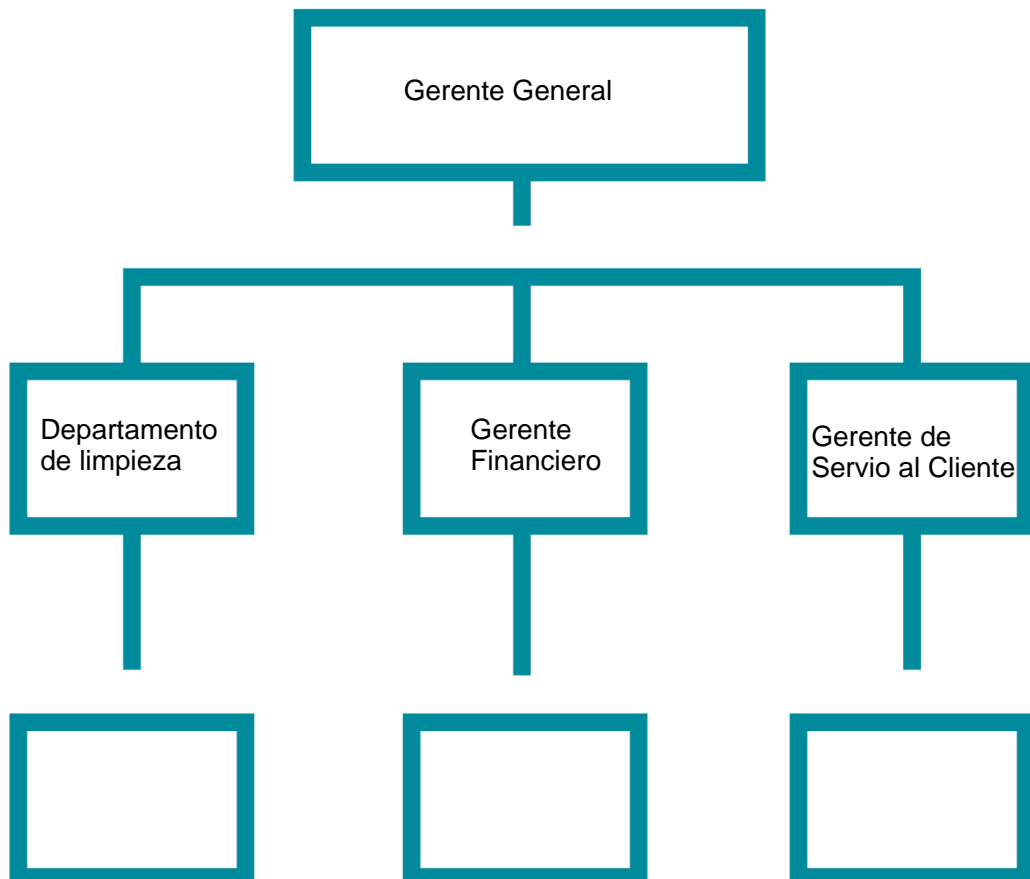 Gerente General
Departamento
de limpieza
Gerente
Financiero
Gerente de
Servio al Cliente